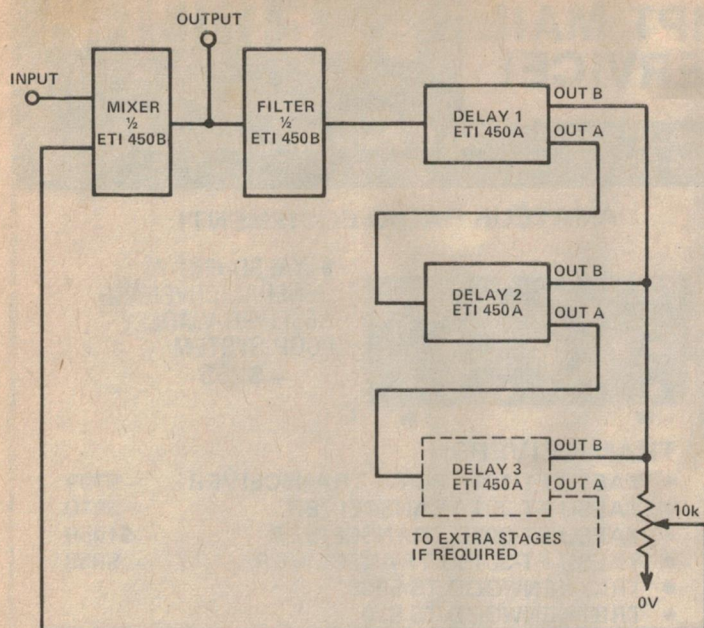 OUTPUT
INPUT
MIXER
½
ETI 450B
FILTER
½
ETI 450B
DELAY 1
ETI 450A
OUT B
OUT A
DELAY 2
ETI 450A
OUT B
OUT A
DELAY 3
ETI 450A
OUT B
OUT A
TO EXTRA STAGES
IF REQUIRED
10k
0V